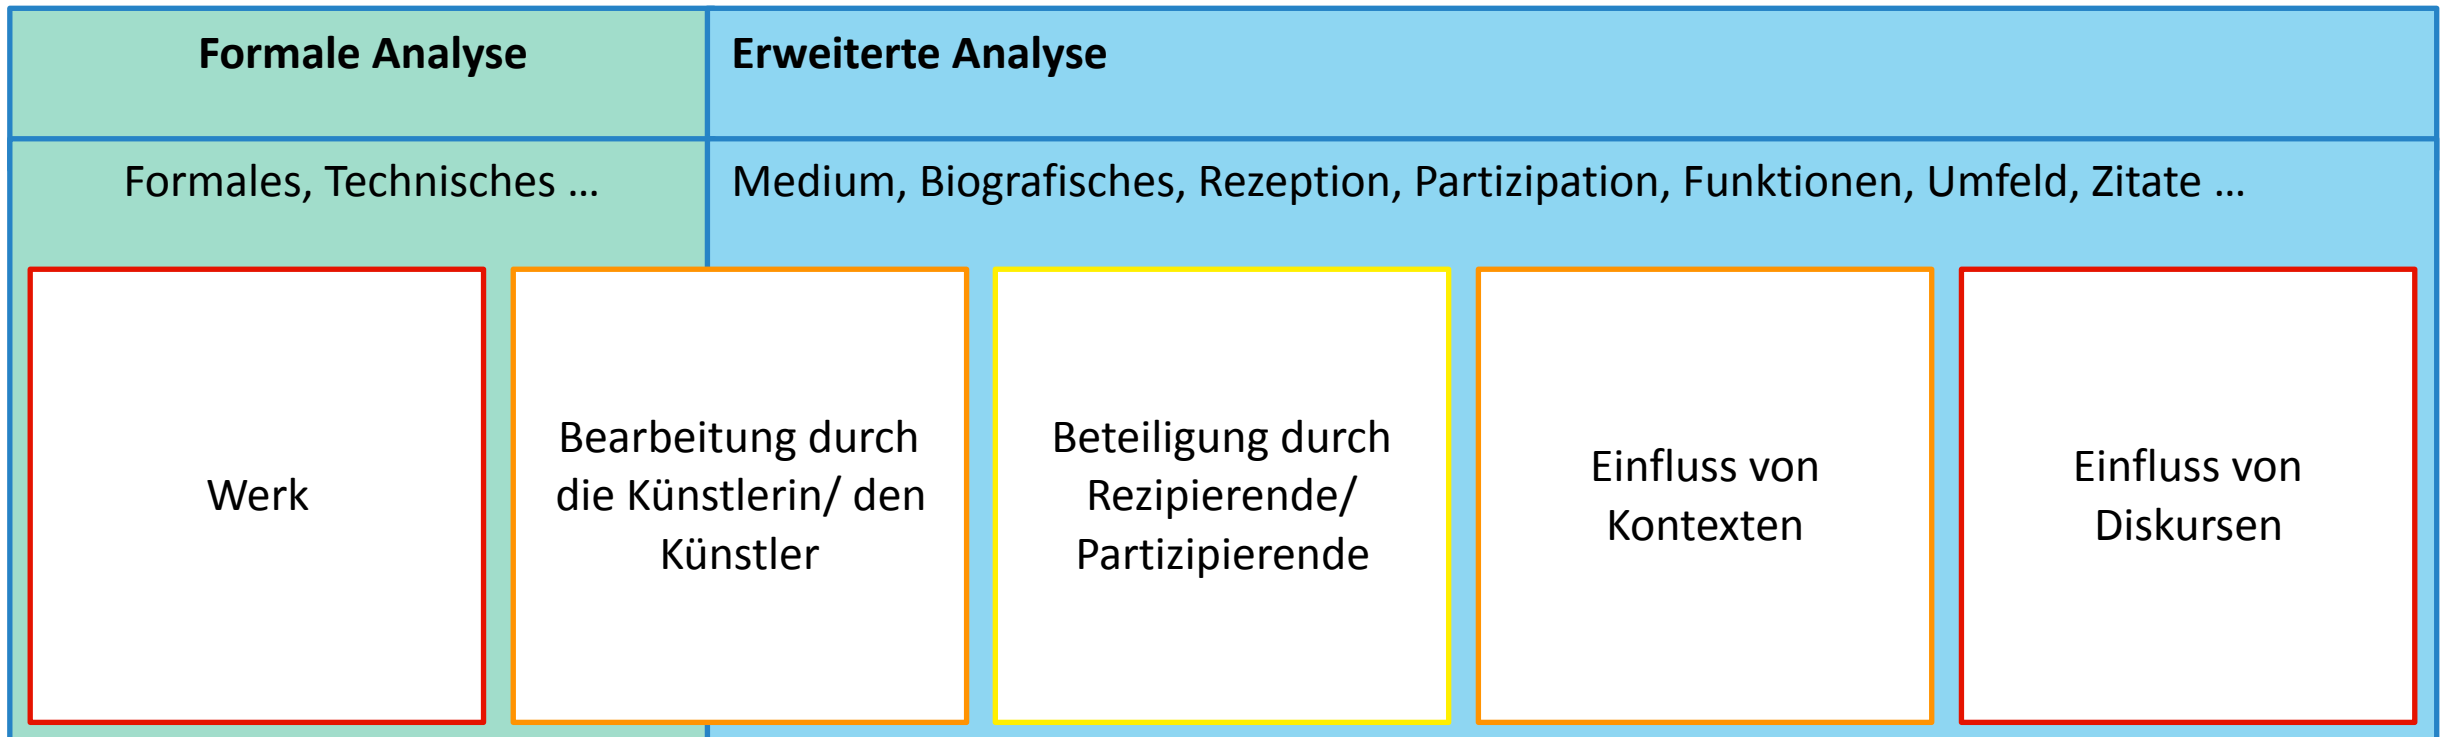 Formale Analyse
Erweiterte Analyse
Formales, Technisches ...
Medium, Biografisches, Rezeption, Partizipation, Funktionen, Umfeld, Zitate ...
Werk
Bearbeitung durch
die Künstlerin/ den
Künstler
Beteiligung durch
Rezipierende/
Partizipierende
Einfluss von
Kontexten
Einfluss von
Diskursen